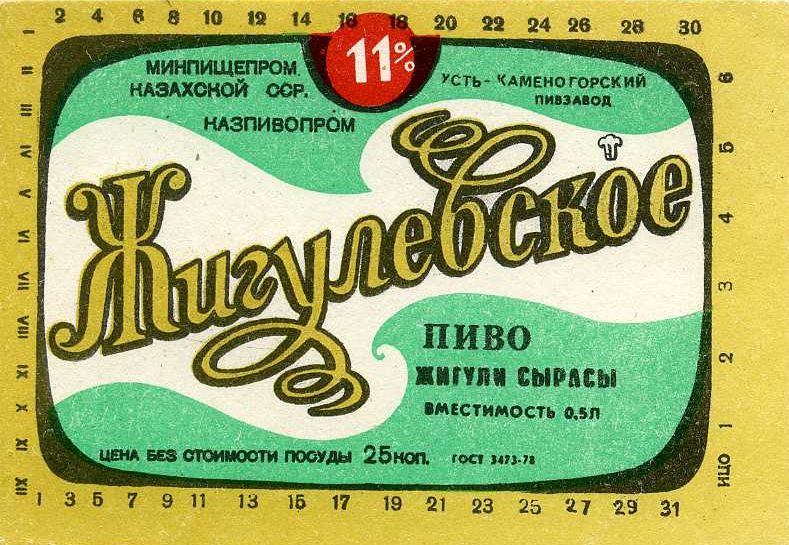 2 4 6 8 10 12 14 16 18 20 22 24 26 28 30
11%
МИНПИЩЕПРОМ
КАЗАХСКОЙ ССР.
КАЗПИВОПРОМ
УСТЬ-КАМЕНОГОРСКИЙ
ПИВЗАВОД
Жигулевское
ПИВО
ЖИГУЛИ СЫРАСЫ
ВМЕСТИМОСТЬ 0,5Л
ЦЕНА БЕЗ СТОИМОСТИ ПОСУДЫ 25КОП. ГОСТ 3473-78
I II III IV V VI VII VIII XI X IX XII
6 5 4 3 2 1 ИЦО
1 3 5 7 9 11 13 15 17 19 21 23 25 27 29 31